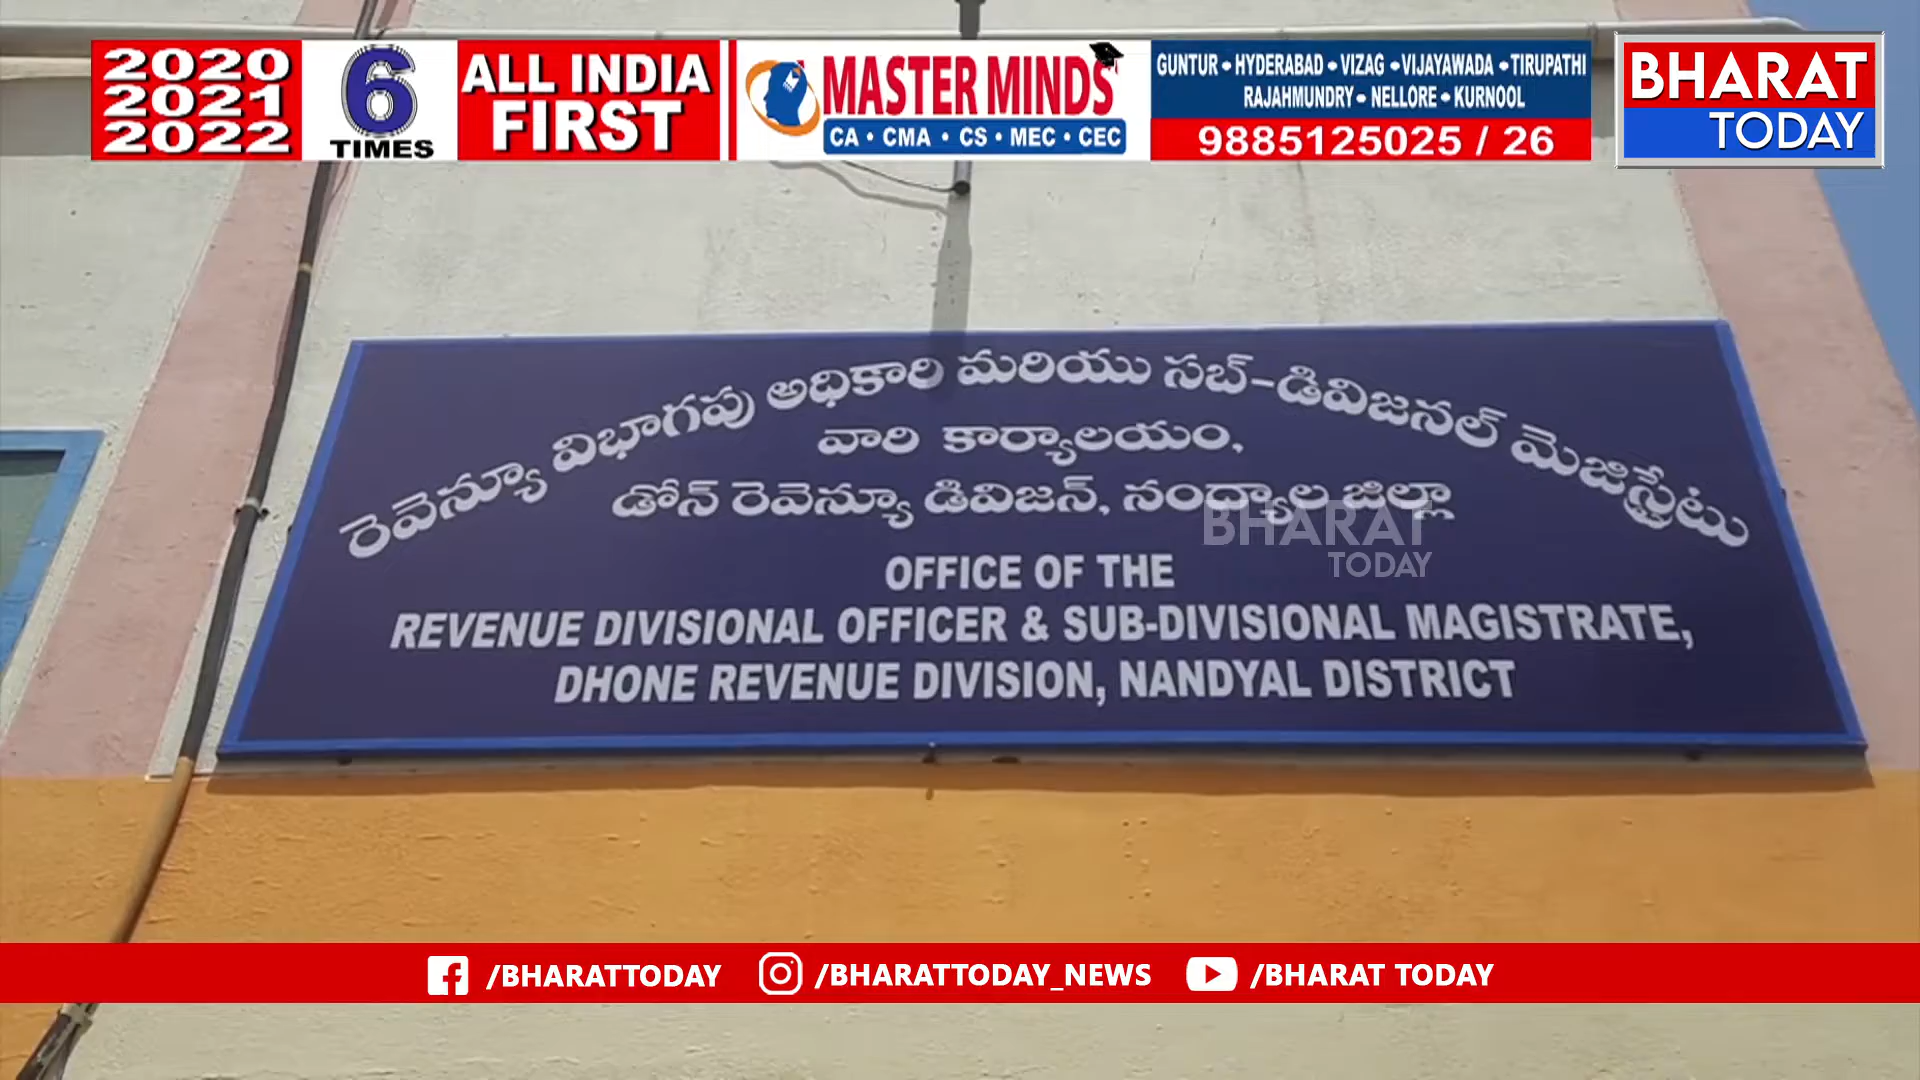 2020
2021
2022
6
TIMES
ALL INDIA
FIRST
MASTER MINDS
CA • CMA • CS • MEC • CEC
GUNTUR • HYDERABAD • VIZAG • VIJAYAWADA • TIRUPATHI
RAJAHMUNDRY • NELLORE • KURNOOL
9885125025 / 26
BHARAT
TODAY
రెవెన్యూ విభాగపు అధికారి మరియు సబ్-డివిజనల్ మెజిస్ట్రేటు
వారి కార్యాలయం,
డోన్ రెవెన్యూ డివిజన్, నంద్యాల జిల్లా
BHARAT
TODAY
OFFICE OF THE
REVENUE DIVISIONAL OFFICER & SUB-DIVISIONAL MAGISTRATE,
DHONE REVENUE DIVISION, NANDYAL DISTRICT
/BHARATTODAY /BHARATTODAY_NEWS /BHARAT TODAY